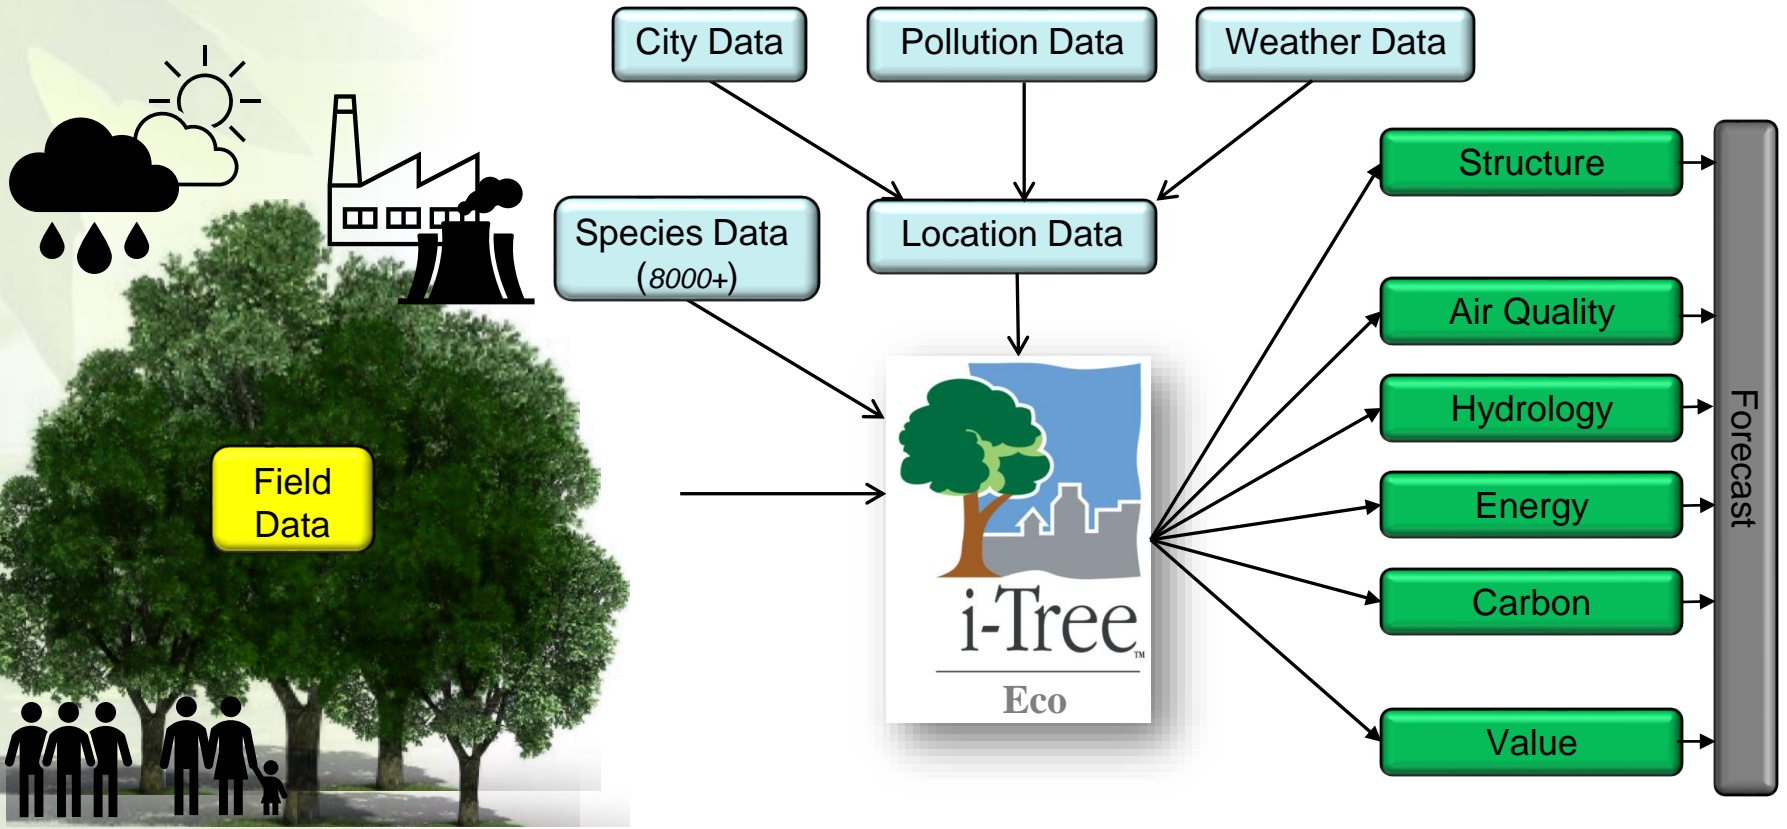 City Data
Pollution Data
Weather Data
Structure
Species Data
(8000+)
Location Data
Air Quality
Hydrology
Forecast
Field
Data
Energy
i-Tree™
Carbon
Eco
Value